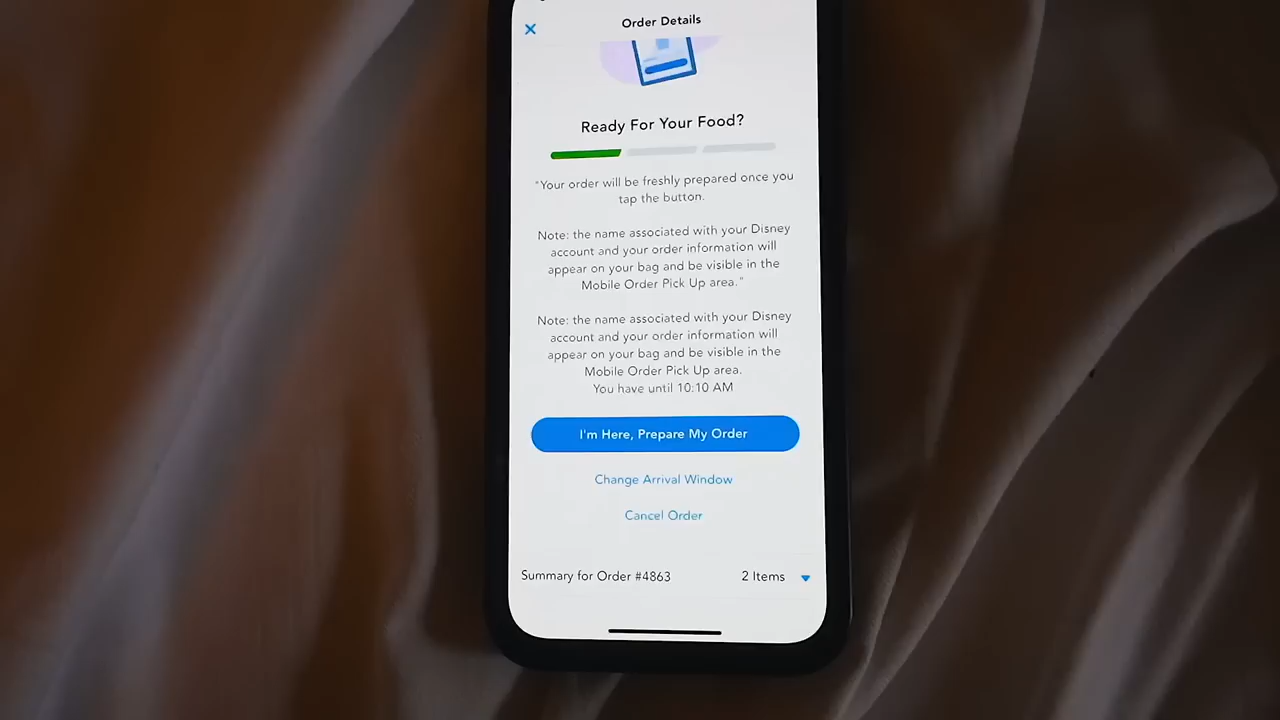 Order Details
Ready For Your Food?
"Your order will be freshly prepared once you
tap the button.
Note: the name associated with your Disney
account and your order information will
appear on your bag and be visible in the
Mobile Order Pick Up area."
Note: the name associated with your Disney
account and your order information will
appear on your bag and be visible in the
Mobile Order Pick Up area.
You have until 10:10 AM
I'm Here, Prepare My Order
Change Arrival Window
Cancel Order
Summary for Order #4863 2 Items